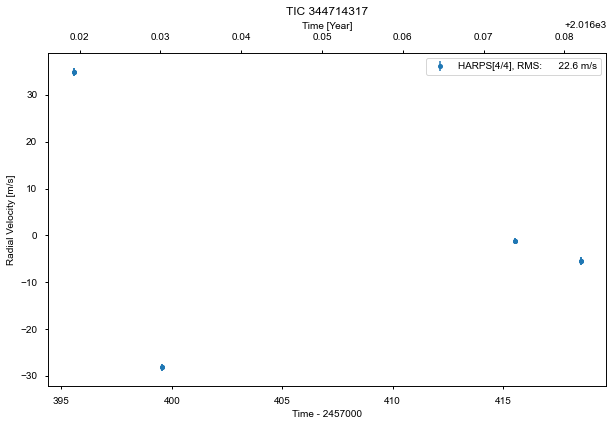 TIC 344714317
Time [Year]
+2.016e3
0.02 0.03 0.04 0.05 0.06 0.07 0.08
HARPS[4/4], RMS: 22.6 m/s
30
20
10
0
−10
−20
−30
Radial Velocity [m/s]
395 400 405 410 415
Time - 2457000